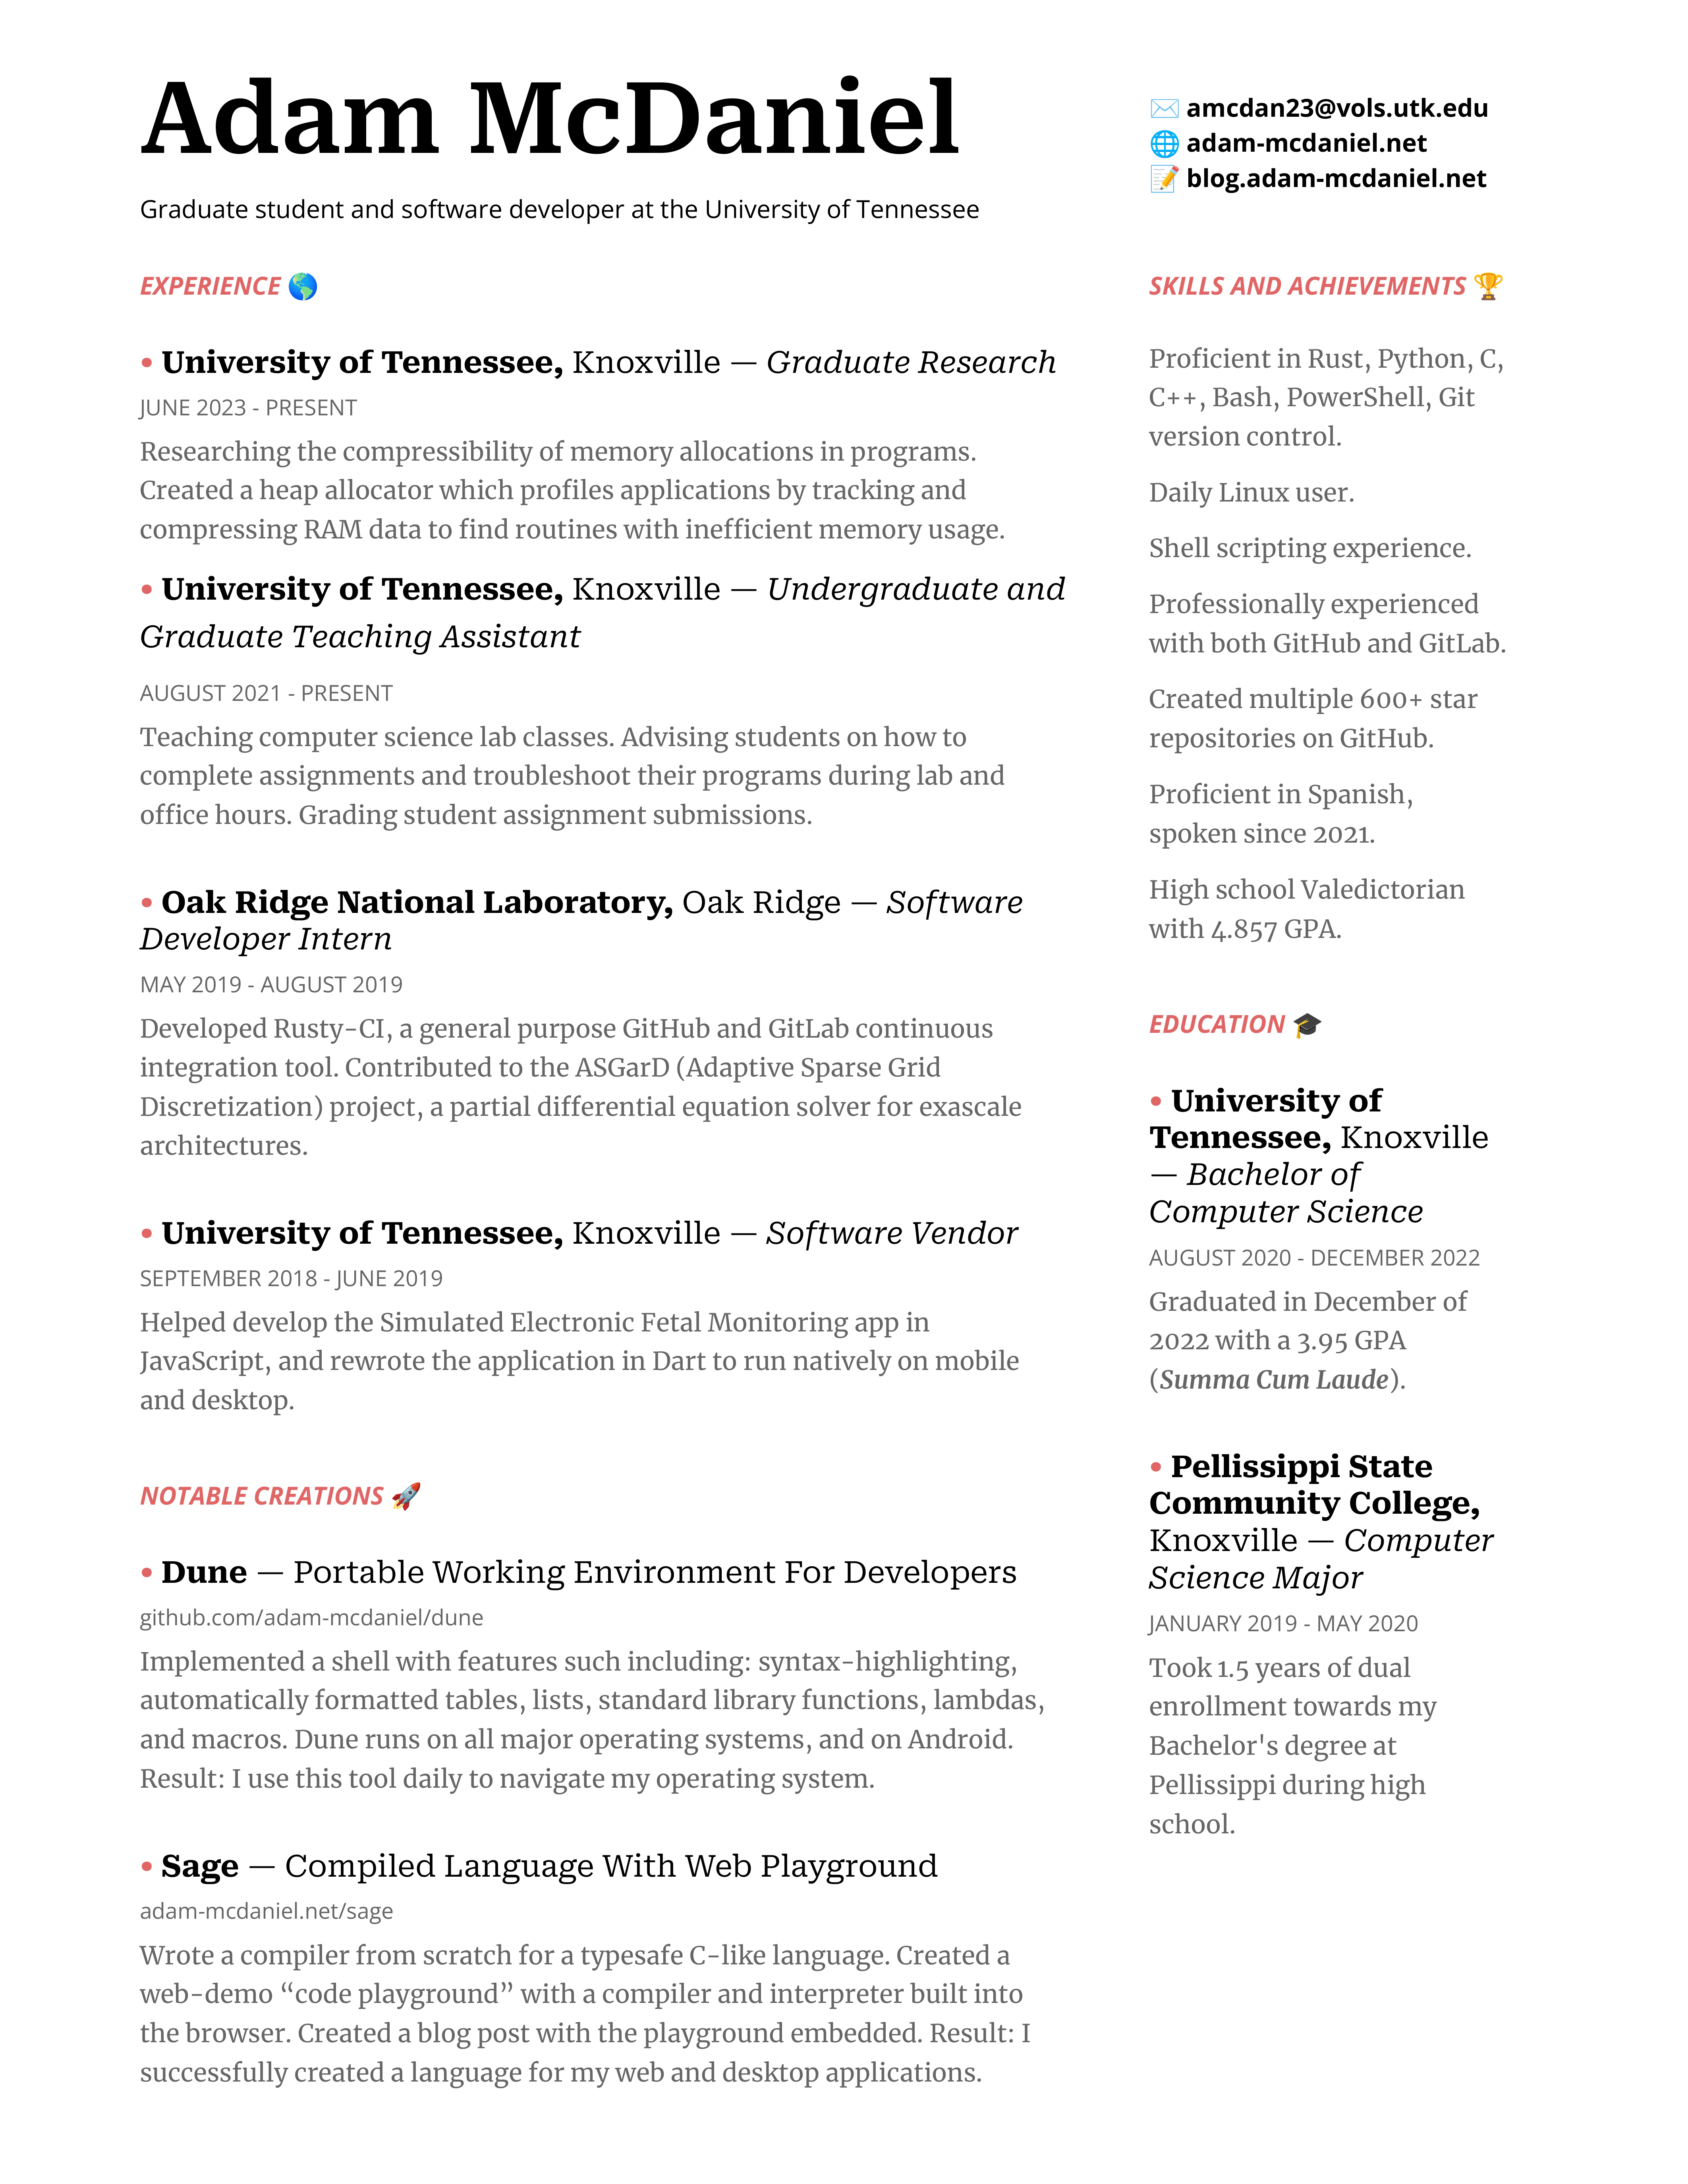 Adam McDaniel
Graduate student and software developer at the University of Tennessee
✉️ amcdan23@vols.utk.edu
🌐 adam-mcdaniel.net
📝 blog.adam-mcdaniel.net
EXPERIENCE 🌎
• University of Tennessee, Knoxville — Graduate Research
JUNE 2023 - PRESENT
Researching the compressibility of memory allocations in programs.
Created a heap allocator which profiles applications by tracking and
compressing RAM data to find routines with inefficient memory usage.
• University of Tennessee, Knoxville — Undergraduate and
Graduate Teaching Assistant
AUGUST 2021 - PRESENT
Teaching computer science lab classes. Advising students on how to
complete assignments and troubleshoot their programs during lab and
office hours. Grading student assignment submissions.
• Oak Ridge National Laboratory, Oak Ridge — Software
Developer Intern
MAY 2019 - AUGUST 2019
Developed Rusty-CI, a general purpose GitHub and GitLab continuous
integration tool. Contributed to the ASGarD (Adaptive Sparse Grid
Discretization) project, a partial differential equation solver for exascale
architectures.
• University of Tennessee, Knoxville — Software Vendor
SEPTEMBER 2018 - JUNE 2019
Helped develop the Simulated Electronic Fetal Monitoring app in
JavaScript, and rewrote the application in Dart to run natively on mobile
and desktop.
NOTABLE CREATIONS 🚀
• Dune — Portable Working Environment For Developers
github.com/adam-mcdaniel/dune
Implemented a shell with features such including: syntax-highlighting,
automatically formatted tables, lists, standard library functions, lambdas,
and macros. Dune runs on all major operating systems, and on Android.
Result: I use this tool daily to navigate my operating system.
• Sage — Compiled Language With Web Playground
adam-mcdaniel.net/sage
Wrote a compiler from scratch for a typesafe C-like language. Created a
web-demo “code playground” with a compiler and interpreter built into
the browser. Created a blog post with the playground embedded. Result: I
successfully created a language for my web and desktop applications.
SKILLS AND ACHIEVEMENTS 🏆
Proficient in Rust, Python, C,
C++, Bash, PowerShell, Git
version control.
Daily Linux user.
Shell scripting experience.
Professionally experienced
with both GitHub and GitLab.
Created multiple 600+ star
repositories on GitHub.
Proficient in Spanish,
spoken since 2021.
High school Valedictorian
with 4.857 GPA.
EDUCATION 🎓
• University of
Tennessee, Knoxville
— Bachelor of
Computer Science
AUGUST 2020 - DECEMBER 2022
Graduated in December of
2022 with a 3.95 GPA
(Summa Cum Laude).
• Pellissippi State
Community College,
Knoxville — Computer
Science Major
JANUARY 2019 - MAY 2020
Took 1.5 years of dual
enrollment towards my
Bachelor's degree at
Pellissippi during high
school.